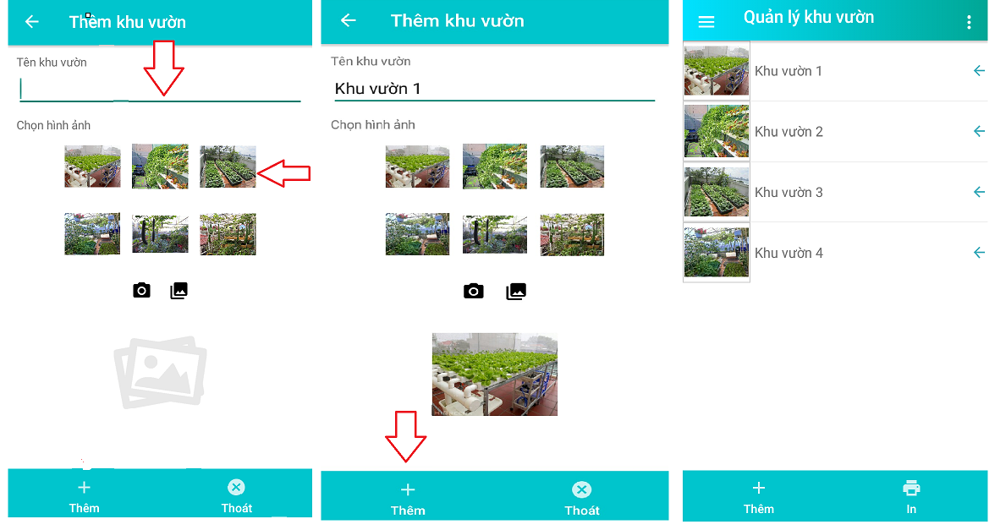 Thêm khu vườn
Tên khu vườn
Chọn hình ảnh
Thêm
Thoát
Thêm khu vườn
Tên khu vườn
Khu vườn 1
Chọn hình ảnh
Thêm
Thoát
Quản lý khu vườn
Khu vườn 1
Khu vườn 2
Khu vườn 3
Khu vườn 4
Thêm
In